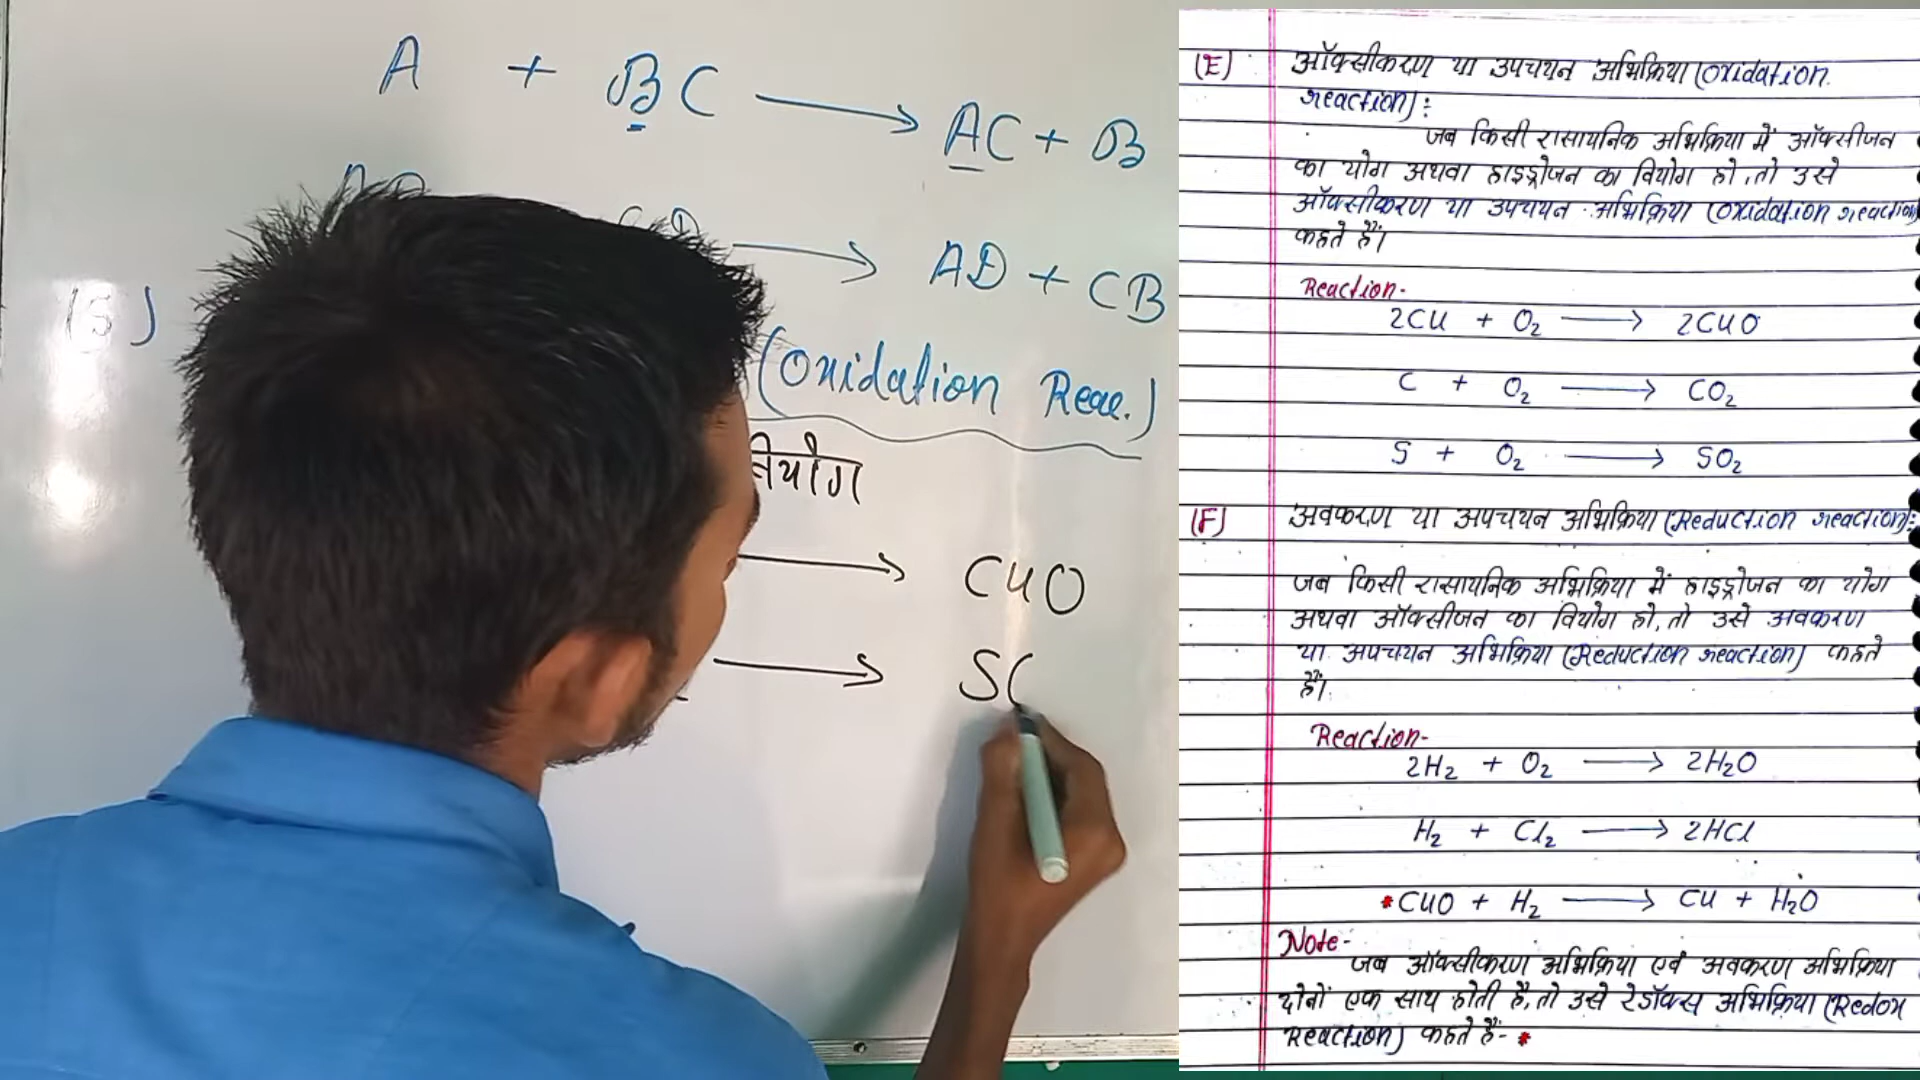 A + BC ⟶ AC + B
⟶ AD + CB
(5)
(Oxidation Reac.)
वियोग
⟶ CuO
⟶ S
(E) ऑक्सीकरण या उपचयन अभिक्रिया (oxidation
reaction):
जब किसी रासायनिक अभिक्रिया में ऑक्सीजन
का योग अथवा हाइड्रोजन का वियोग हो, तो उसे
ऑक्सीकरण या उपचयन अभिक्रिया (oxidation reaction)
कहते हैं।
Reaction-
2Cu + O₂ ⟶ 2CuO
C + O₂ ⟶ CO₂
S + O₂ ⟶ SO₂
(F) अवकरण या अपचयन अभिक्रिया (Reduction reaction):
जब किसी रासायनिक अभिक्रिया में हाइड्रोजन का योग
अथवा ऑक्सीजन का वियोग हो, तो उसे अवकरण
या अपचयन अभिक्रिया (Reduction reaction) कहते
हैं।
Reaction-
2H₂ + O₂ ⟶ 2H₂O
H₂ + Cl₂ ⟶ 2HCl
*CuO + H₂ ⟶ Cu + H₂O
Note-
जब ऑक्सीकरण अभिक्रिया एवं अवकरण अभिक्रिया
दोनों एक साथ होती है, तो उसे रेडॉक्स अभिक्रिया (Redox
Reaction) कहते हैं- *